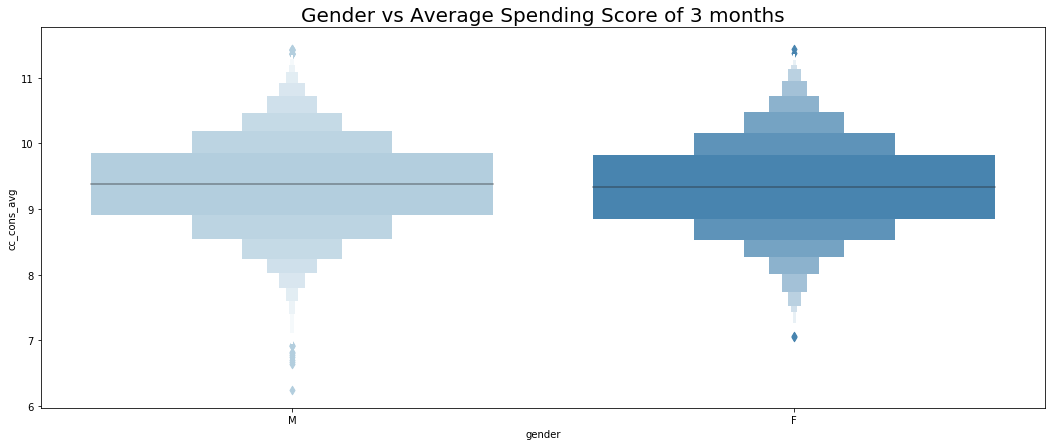 Gender vs Average Spending Score of 3 months
cc_cons_avg
11
10
9
8
7
6
M
F
gender